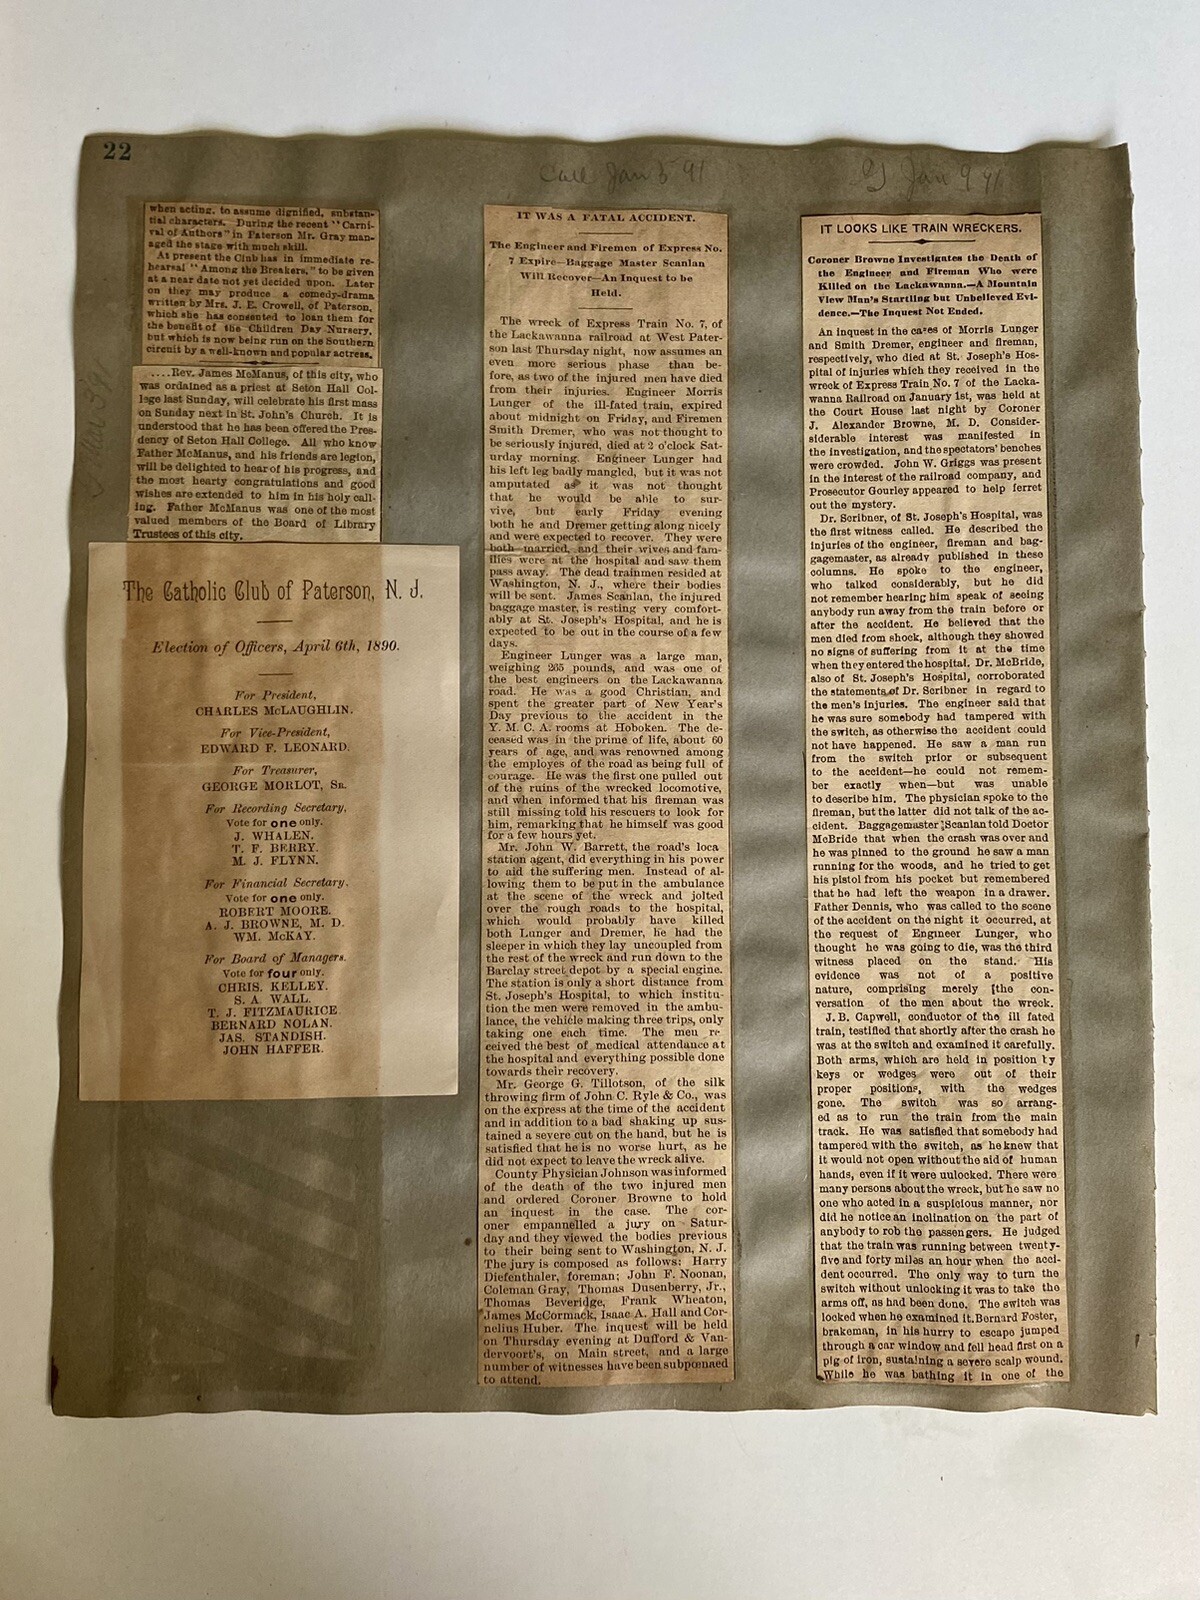 22
when acting, to assume dignified, substan-
tial characters. During the recent "Carni-
val of Authors" in Paterson Mr. Gray man-
aged the stage with much skill.
At present the Club has in immediate re-
hearsal "Among the Breakers," to be given
at a near date not yet decided upon. Later
on they may produce a comedy-drama
written by Mrs. J. E. Crowell, of Paterson,
which she has consented to loan them for
the benefit of the Children Day Nursery,
but which is now being run on the Southern
circuit by a well-known and popular actress.
....Rev. James McManus, of this city, who
was ordained as a priest at Seton Hall Col-
lege last Sunday, will celebrate his first mass
on Sunday next in St. John's Church. It is
understood that he has been offered the Pres-
dency of Seton Hall College. All who know
Father McManus, and his friends are legion,
will be delighted to hear of his progress, and
the most hearty congratulations and good
wishes are extended to him in his holy call-
ing. Father McManus was one of the most
valued members of the Board of Library
Trustees of this city.
The Catholic Club of Paterson, N. J.
Election of Officers, April 6th, 1890.
For President,
CHARLES McLAUGHLIN.
For Vice-President,
EDWARD F. LEONARD.
For Treasurer,
GEORGE MORLOT, Sr.
For Recording Secretary,
Vote for one only.
J. WHALEN.
T. F. BERRY.
M. J. FLYNN.
For Financial Secretary,
Vote for one only.
ROBERT MOORE.
A. J. BROWNE, M. D.
WM. McKAY.
For Board of Managers.
Vote for four only.
CHRIS. KELLEY.
S. A. WALL.
T. J. FITZMAURICE.
BERNARD NOLAN.
JAS. STANDISH.
JOHN HAFFER.
Call Jan 5 91
IT WAS A FATAL ACCIDENT.
The Engineer and Firemen of Express No.
7 Expire—Baggage Master Scanlan
Will Recover—An Inquest to be
Held.
The wreck of Express Train No. 7, of
the Lackawanna railroad at West Pater-
son last Thursday night, now assumes an
even more serious phase than be-
fore, as two of the injured men have died
from their injuries. Engineer Morris
Lunger of the ill-fated train, expired
about midnight on Friday, and Firemen
Smith Dremer, who was not thought to
be seriously injured, died at 2 o'clock Sat-
urday morning. Engineer Lunger had
his left leg badly mangled, but it was not
amputated as it was not thought
that he would be able to sur-
vive, but early Friday evening
both he and Dremer getting along nicely
and were expected to recover. They were
both married, and their wives and fam-
ilies were at the hospital and saw them
pass away. The dead trainmen resided at
Washington, N. J., where their bodies
will be sent. James Scanlan, the injured
baggage master, is resting very comfort-
ably at St. Joseph's Hospital, and he is
expected to be out in the course of a few
days.
Engineer Lunger was a large man,
weighing 265 pounds, and was one of
the best engineers on the Lackawanna
road. He was a good Christian, and
spent the greater part of New Year's
Day previous to the accident in the
Y. M. C. A. rooms at Hoboken. The de-
ceased was in the prime of life, about 60
years of age, and was renowned among
the employes of the road as being full of
courage. He was the first one pulled out
of the ruins of the wrecked locomotive,
and when informed that his fireman was
still missing told his rescuers to look for
him, remarking that he himself was good
for a few hours yet.
Mr. John W. Barrett, the road's loca
station agent, did everything in his power
to aid the suffering men. Instead of al-
lowing them to be put in the ambulance
at the scene of the wreck and jolted
over the rough roads to the hospital,
which would probably have killed
both Lunger and Dremer, he had the
sleeper in which they lay uncoupled from
the rest of the wreck and run down to the
Barclay street depot by a special engine.
The station is only a short distance from
St. Joseph's Hospital, to which institu-
tion the men were removed in the ambu-
lance, the vehicle making three trips, only
taking one each time. The men re-
ceived the best of medical attendance at
the hospital and everything possible done
towards their recovery.
Mr. George G. Tillotson, of the silk
throwing firm of John C. Ryle & Co., was
on the express at the time of the accident
and in addition to a bad shaking up sus-
tained a severe cut on the hand, but he is
satisfied that he is no worse hurt, as he
did not expect to leave the wreck alive.
County Physician Johnson was informed
of the death of the two injured men
and ordered Coroner Browne to hold
an inquest in the case. The cor-
oner empannelled a jury on Satur-
day and they viewed the bodies previous
to their being sent to Washington, N. J.
The jury is composed as follows: Harry
Diefenthaler, foreman; John F. Noonan,
Coleman Gray, Thomas Dusenberry, Jr.,
Thomas Beveridge, Frank Wheaton,
James McCormack, Isaac A. Hall and Cor-
nelius Huber. The inquest will be held
on Thursday evening at Dufford & Van-
dervoort's, on Main street, and a large
number of witnesses have been subpœnaed
to attend.
Jan 9 91
IT LOOKS LIKE TRAIN WRECKERS.
Coroner Browne Investigates the Death of
the Engineer and Fireman Who were
Killed on the Lackawanna.—A Mountain
View Man's Startling but Unbelieved Evi-
dence.—The Inquest Not Ended.
An inquest in the cases of Morris Lunger
and Smith Dremer, engineer and fireman,
respectively, who died at St. Joseph's Hos-
pital of injuries which they received in the
wreck of Express Train No. 7 of the Lacka-
wanna Railroad on January 1st, was held at
the Court House last night by Coroner
J. Alexander Browne, M. D. Consider-
siderable interest was manifested in
the investigation, and the spectators' benches
were crowded. John W. Griggs was present
in the interest of the railroad company, and
Prosecutor Gourley appeared to help ferret
out the mystery.
Dr. Scribner, of St. Joseph's Hospital, was
the first witness called. He described the
injuries of the engineer, fireman and bag-
gagemaster, as already published in these
columns. He spoke to the engineer,
who talked considerably, but he did
not remember hearing him speak of seeing
anybody run away from the train before or
after the accident. He believed that the
men died from shock, although they showed
no signs of suffering from it at the time
when they entered the hospital. Dr. McBride,
also of St. Joseph's Hospital, corroborated
the statements of Dr. Scribner in regard to
the men's injuries. The engineer said that
he was sure somebody had tampered with
the switch, as otherwise the accident could
not have happened. He saw a man run
from the switch prior or subsequent
to the accident—he could not remem-
ber exactly when—but was unable
to describe him. The physician spoke to the
fireman, but the latter did not talk of the ac-
cident. Baggagemaster Scanlan told Doctor
McBride that when the crash was over and
he was pinned to the ground he saw a man
running for the woods, and he tried to get
his pistol from his pocket but remembered
that he had left the weapon in a drawer.
Father Dennis, who was called to the scene
of the accident on the night it occurred, at
the request of Engineer Lunger, who
thought he was going to die, was the third
witness placed on the stand. His
evidence was not of a positive
nature, comprising merely the con-
versation of the men about the wreck.
J. B. Capwell, conductor of the ill fated
train, testified that shortly after the crash he
was at the switch and examined it carefully.
Both arms, which are held in position by
keys or wedges were out of their
proper positions, with the wedges
gone. The switch was so arrang-
ed as to run the train from the main
track. He was satisfied that somebody had
tampered with the switch, as he knew that
it would not open without the aid of human
hands, even if it were unlocked. There were
many persons about the wreck, but he saw no
one who acted in a suspicious manner, nor
did he notice an inclination on the part of
anybody to rob the passengers. He judged
that the train was running between twenty-
five and forty miles an hour when the acci-
dent occurred. The only way to turn the
switch without unlocking it was to take the
arms off, as had been done. The switch was
locked when he examined it. Bernard Foster,
brakeman, in his hurry to escape jumped
through a car window and fell head first on a
pig of iron, sustaining a severe scalp wound.
While he was bathing it in one of the